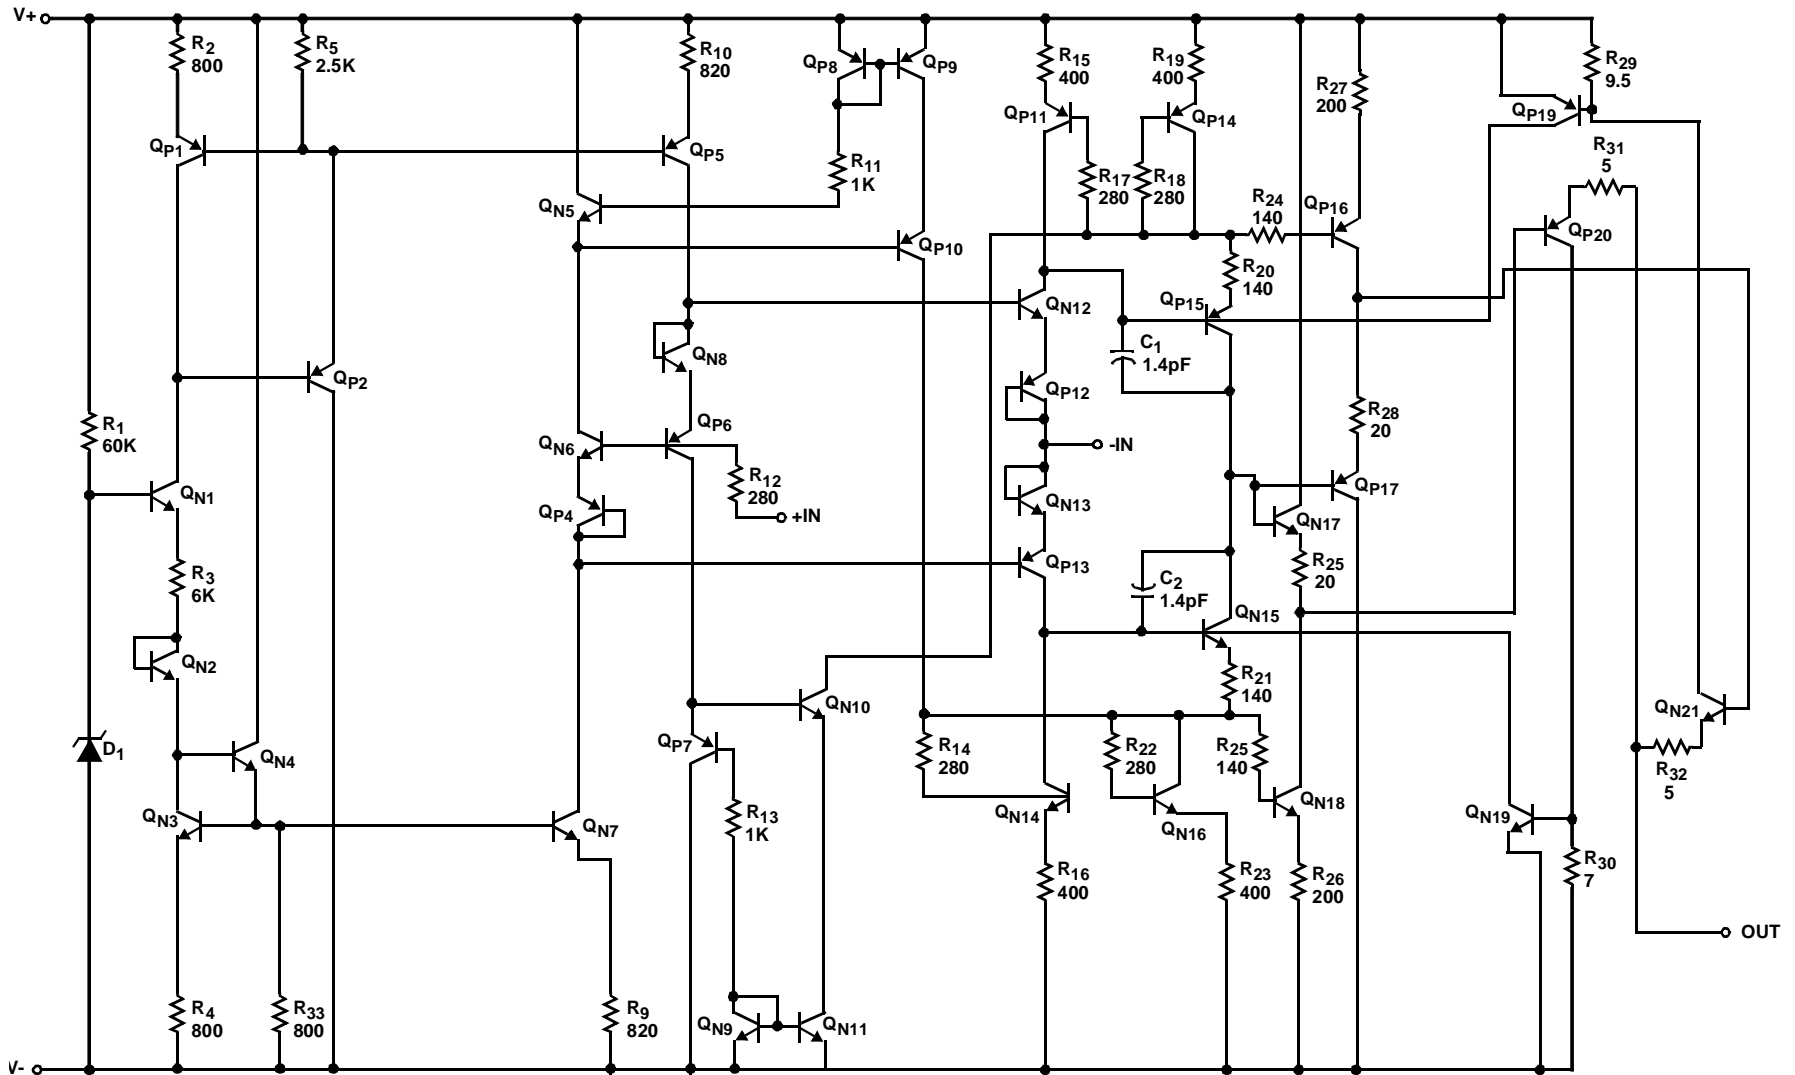 V+
R2
800
R5
2.5K
R10
820
QP8
QP9
R15
400
R19
400
R27
200
R29
9.5
QP1
QP5
R11
1K
QP11
QP14
QP19
R17
280
R18
280
R31
5
QN5
QP10
R24
140
QP16
QP20
R20
140
QN12
QP15
C1
1.4pF
QN8
QP2
QP12
R1
60K
QN6
QP6
-IN
R28
20
R12
280
QN1
QP4
+IN
QN13
QP17
QN17
R3
6K
QP13
C2
1.4pF
R25
20
QN15
QN2
R21
140
QN10
QN21
D1
QN4
QP7
R14
280
R22
280
R25
140
R32
5
QN3
QN7
R13
1K
QN14
QN16
QN18
QN19
R16
400
R23
400
R26
200
R30
7
OUT
R4
800
R33
800
R9
820
QN9
QN11
V-